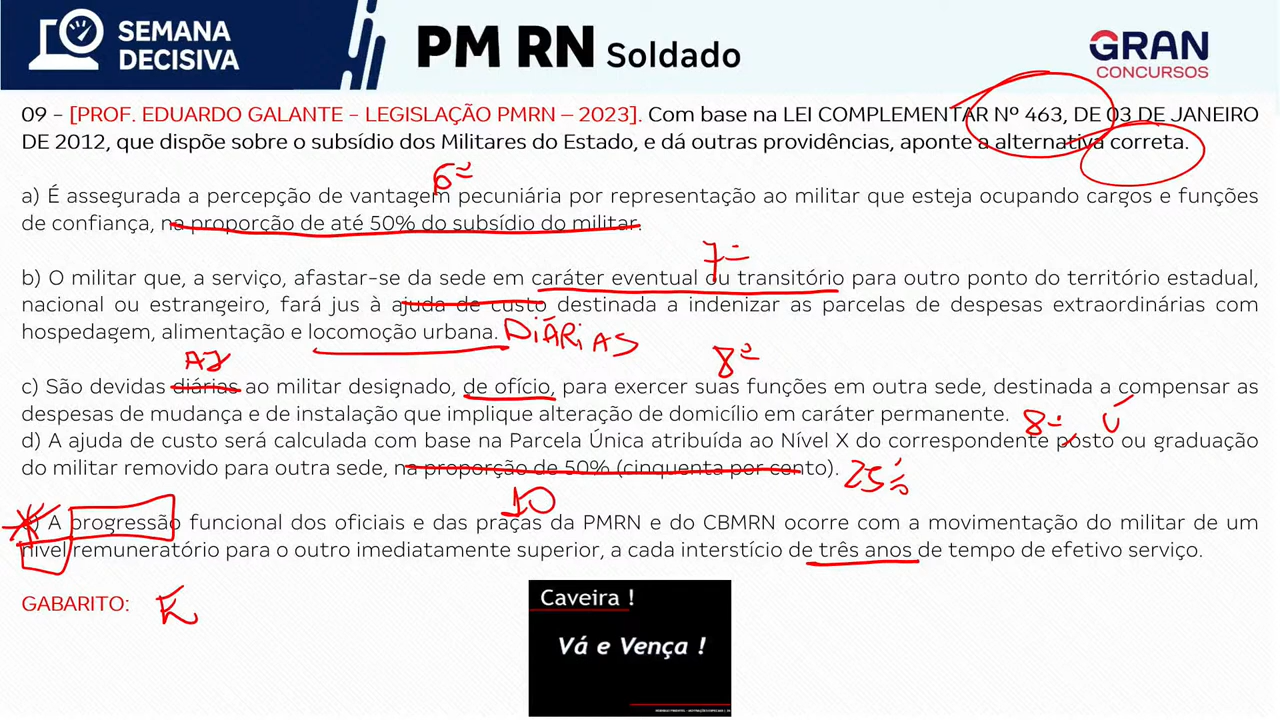 SEMANA
DECISIVA
PM RN Soldado
GRAN
CONCURSOS
09 - [PROF. EDUARDO GALANTE - LEGISLAÇÃO PMRN – 2023]. Com base na LEI COMPLEMENTAR Nº 463, DE 03 DE JANEIRO
DE 2012, que dispõe sobre o subsídio dos Militares do Estado, e dá outras providências, aponte a alternativa correta.
6º
a) É assegurada a percepção de vantagem pecuniária por representação ao militar que esteja ocupando cargos e funções
de confiança, na proporção de até 50% do subsídio do militar.
7º
b) O militar que, a serviço, afastar-se da sede em caráter eventual ou transitório para outro ponto do território estadual,
nacional ou estrangeiro, fará jus à ajuda de custo destinada a indenizar as parcelas de despesas extraordinárias com
hospedagem, alimentação e locomoção urbana. DIÁRIAS
8º
c) São devidas diárias ao militar designado, de ofício, para exercer suas funções em outra sede, destinada a compensar as
despesas de mudança e de instalação que implique alteração de domicílio em caráter permanente.
8º
d) A ajuda de custo será calculada com base na Parcela Única atribuída ao Nível X do correspondente posto ou graduação
do militar removido para outra sede, na proporção de 50% (cinquenta por cento). 25%
10
A progressão funcional dos oficiais e das praças da PMRN e do CBMRN ocorre com a movimentação do militar de um
nível remuneratório para o outro imediatamente superior, a cada interstício de três anos de tempo de efetivo serviço.
GABARITO: E
Caveira !
Vá e Vença !